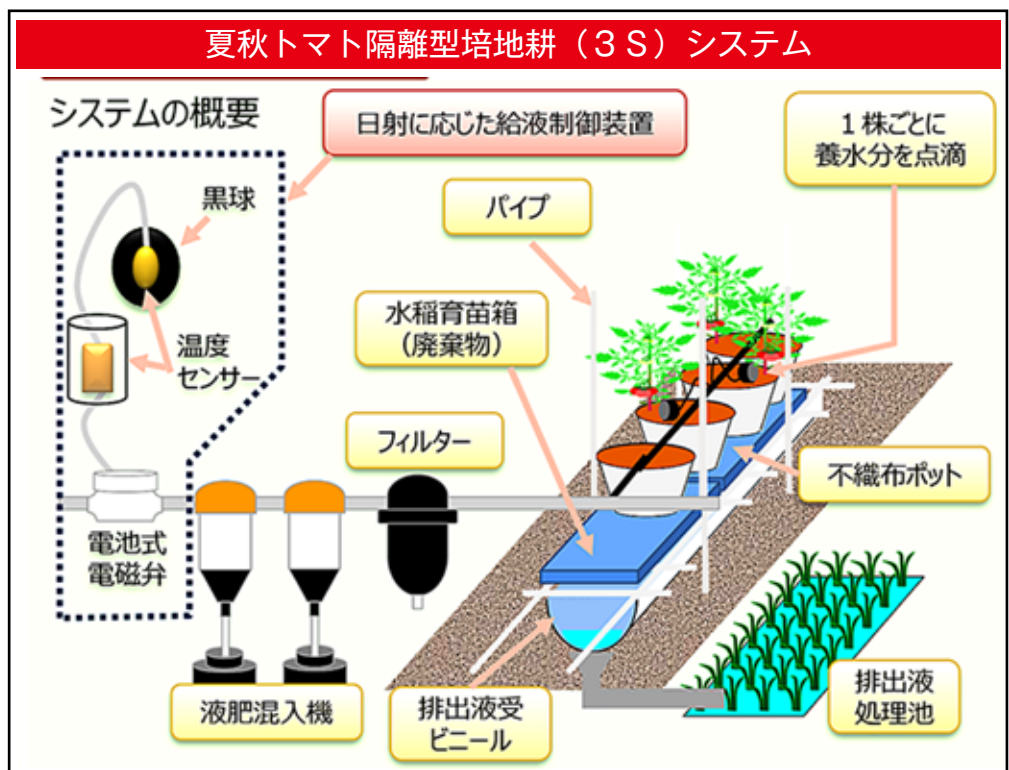 夏秋トマト隔離型培地耕（３Ｓ）システム
システムの概要
日射に応じた給液制御装置
１株ごとに
養水分を点滴
黒球
パイプ
水稲育苗箱
（廃棄物）
温度
センサー
フィルター
不織布ポット
電池式
電磁弁
液肥混入機
排出液受
ビニール
排出液
処理池